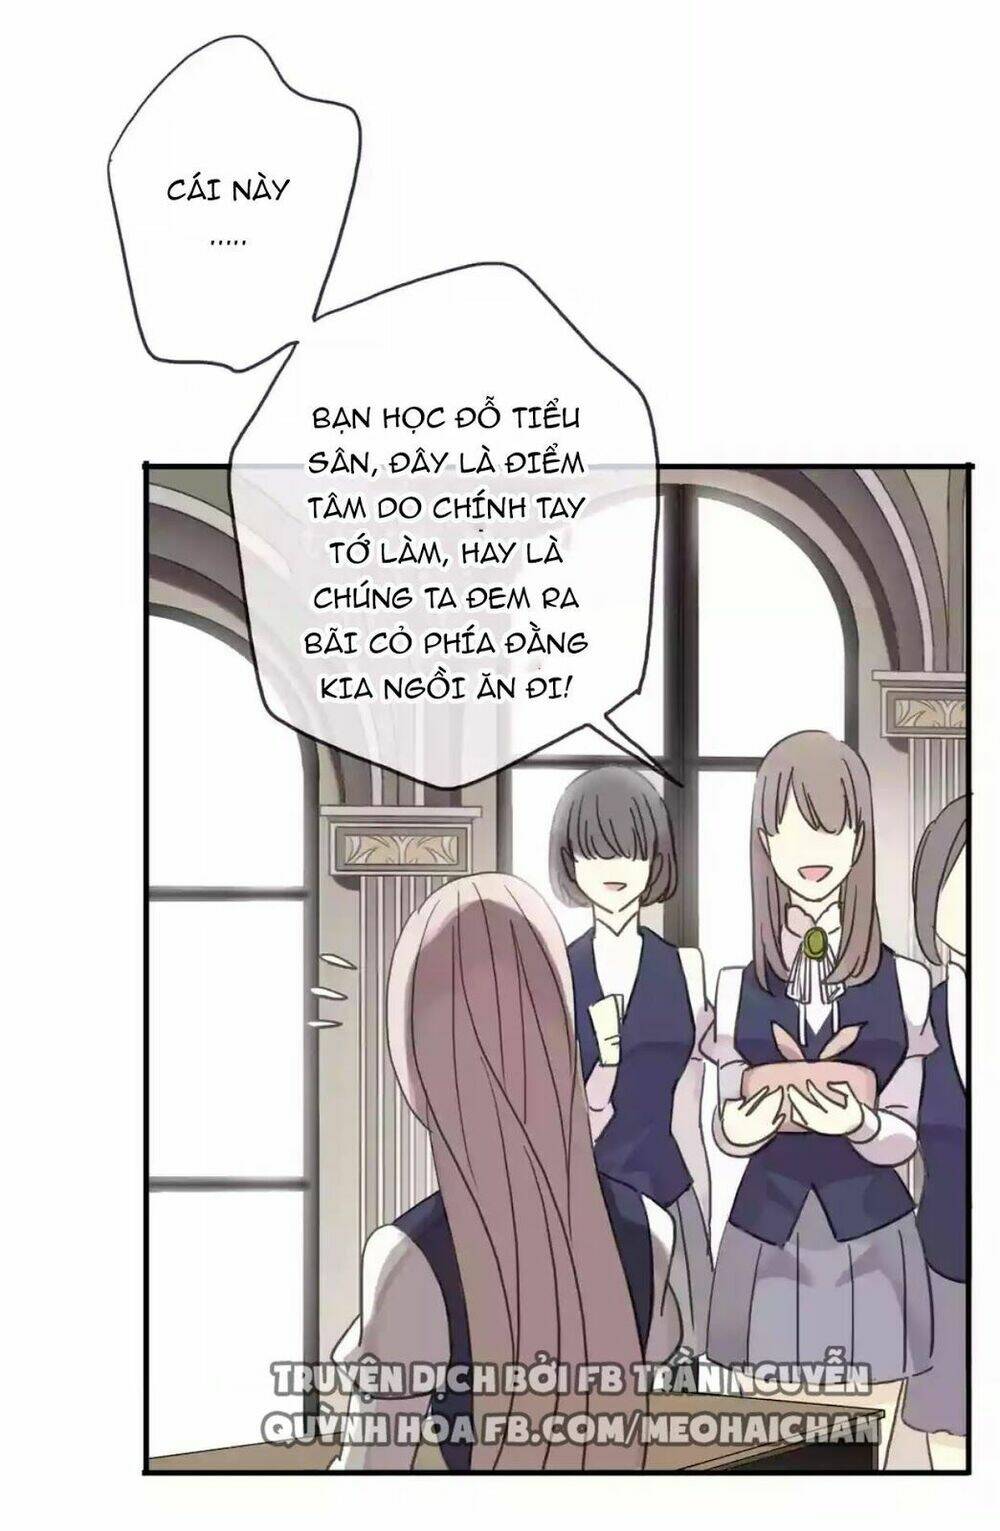 CÁI NÀY
.....
BẠN HỌC ĐỖ TIỂU
SÂN, ĐÂY LÀ ĐIỂM
TÂM DO CHÍNH TAY
TỚ LÀM, HAY LÀ
CHÚNG TA ĐEM RA
BÃI CỎ PHÍA ĐẰNG
KIA NGỒI ĂN ĐI!
TRUYỆN DỊCH BỞI FB TRẦN NGUYỄN
QUỲNH HOA FB.COM/MEOHAICHAN